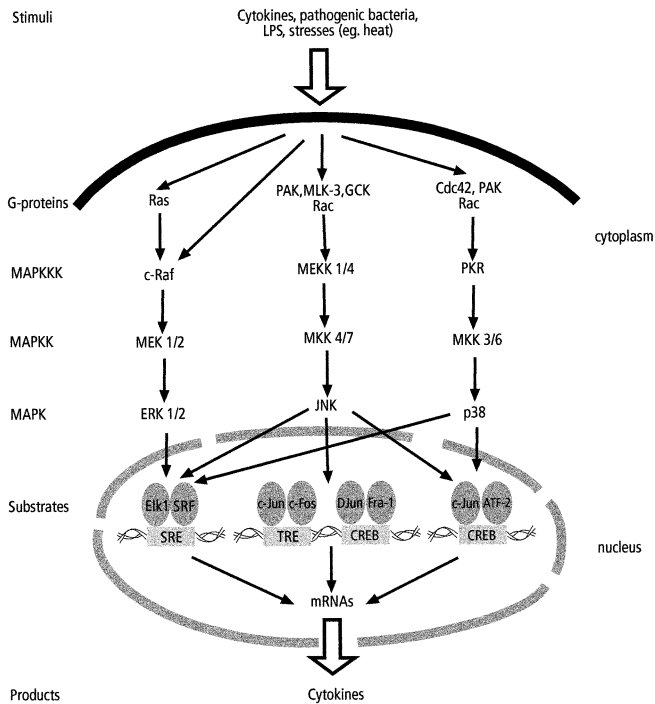 Stimuli
Cytokines, pathogenic bacteria,
LPS, stresses (eg. heat)
G-proteins
Ras
PAK,MLK-3,GCK
Rac
Cdc42, PAK
Rac
cytoplasm
MAPKKK
c-Raf
MEKK 1/4
PKR
MAPKK
MEK 1/2
MKK 4/7
MKK 3/6
MAPK
ERK 1/2
JNK
p38
Substrates
Elk1 SRF
c-Jun c-Fos
DJun Fra-1
c-Jun ATF-2
SRE
TRE
CREB
CREB
nucleus
mRNAs
Products
Cytokines